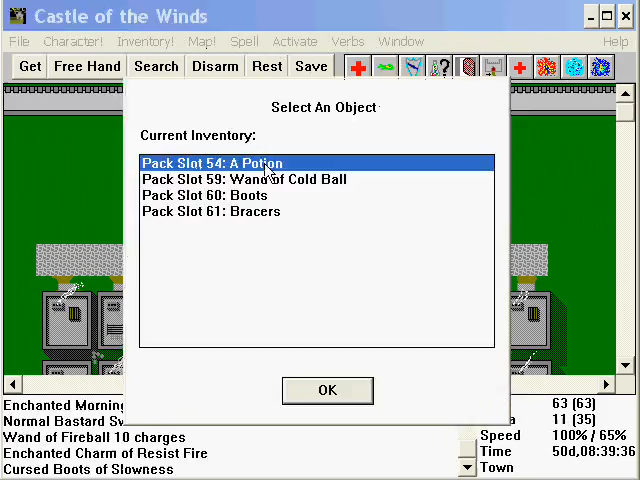 Castle of the Winds
File Character! Inventory! Map! Spell Activate Verbs Window Help
Get Free Hand Search Disarm Rest Save
Select An Object
Current Inventory:
Pack Slot 54: A Potion
Pack Slot 59: Wand of Cold Ball
Pack Slot 60: Boots
Pack Slot 61: Bracers
OK
Enchanted Morning 63 (63)
Normal Bastard 11 (35)
Wand of Fireball 10 charges Speed 100% / 65%
Enchanted Charm of Resist Fire Time 50d,08:39:36
Cursed Boots of Slowness Town